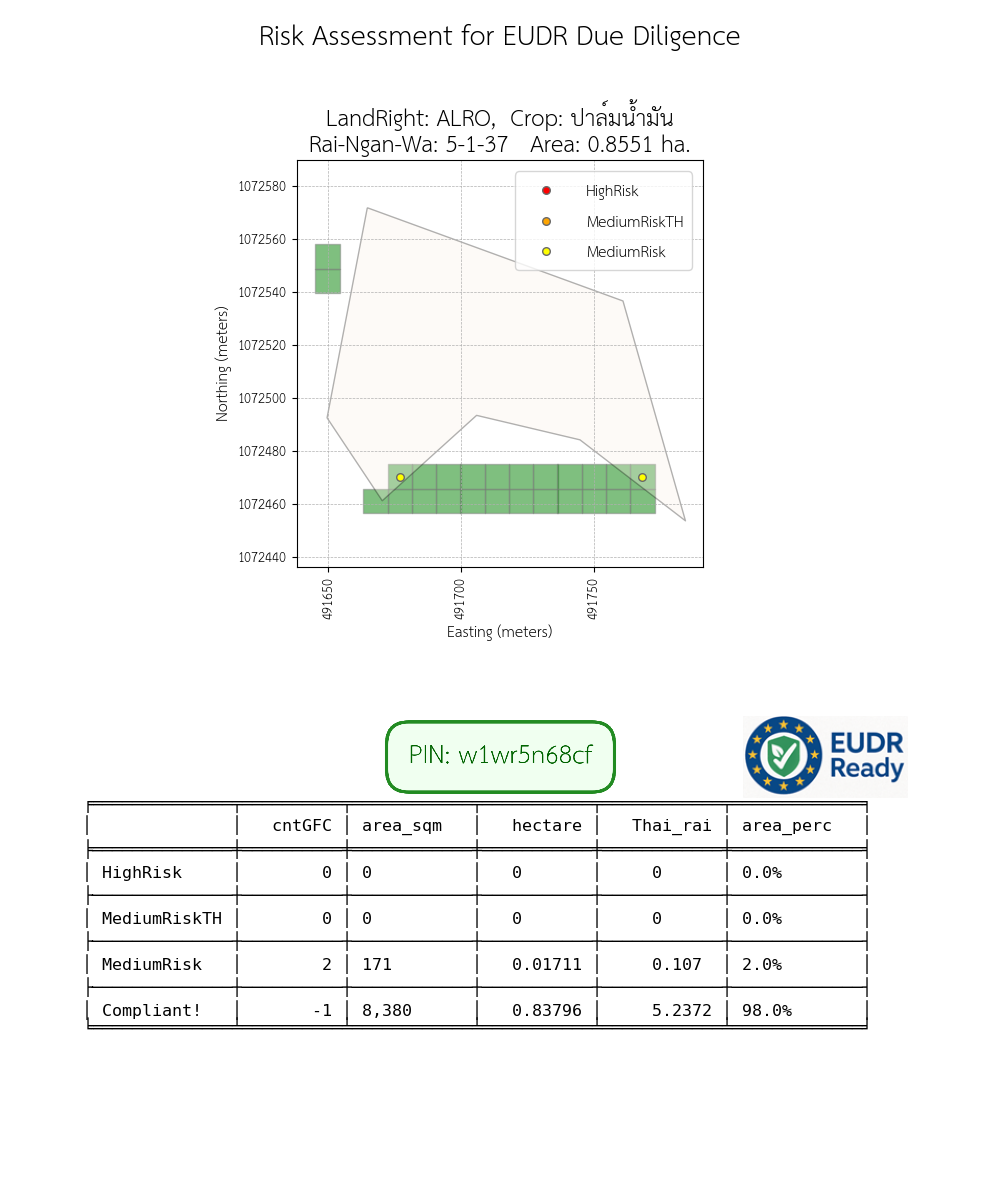 Risk Assessment for EUDR Due Diligence
LandRight: ALRO, Crop: ปาล์มน้ำมัน
Rai-Ngan-Wa: 5-1-37 Area: 0.8551 ha.
HighRisk
MediumRiskTH
MediumRisk
1072580
1072560
1072540
1072520
1072500
1072480
1072460
1072440
Northing (meters)
491650
491700
491750
Easting (meters)
PIN: w1wr5n68cf
EUDR
Ready
cntGFC area_sqm hectare Thai_rai area_perc
HighRisk 0 0 0 0 0.0%
MediumRiskTH 0 0 0 0 0.0%
MediumRisk 2 171 0.01711 0.107 2.0%
Compliant! -1 8,380 0.83796 5.2372 98.0%